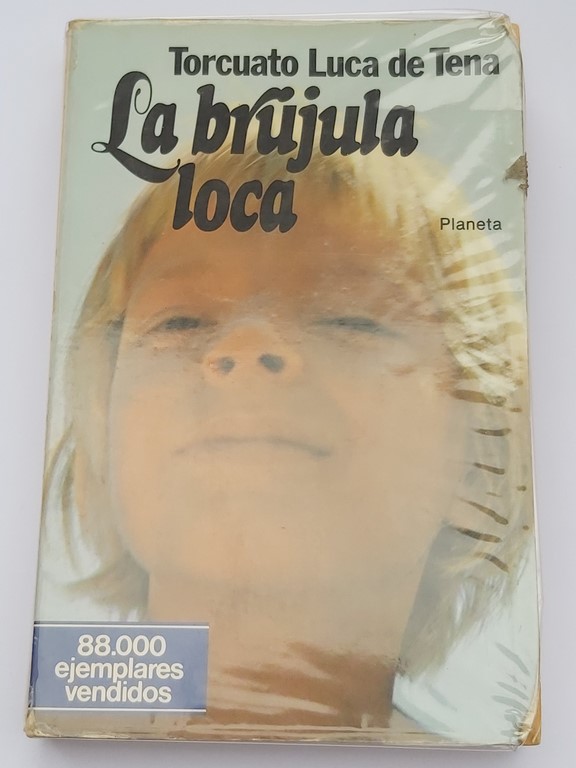 Torcuato Luca de Tena
La brújula
loca
Planeta
88.000
ejemplares
vendidos